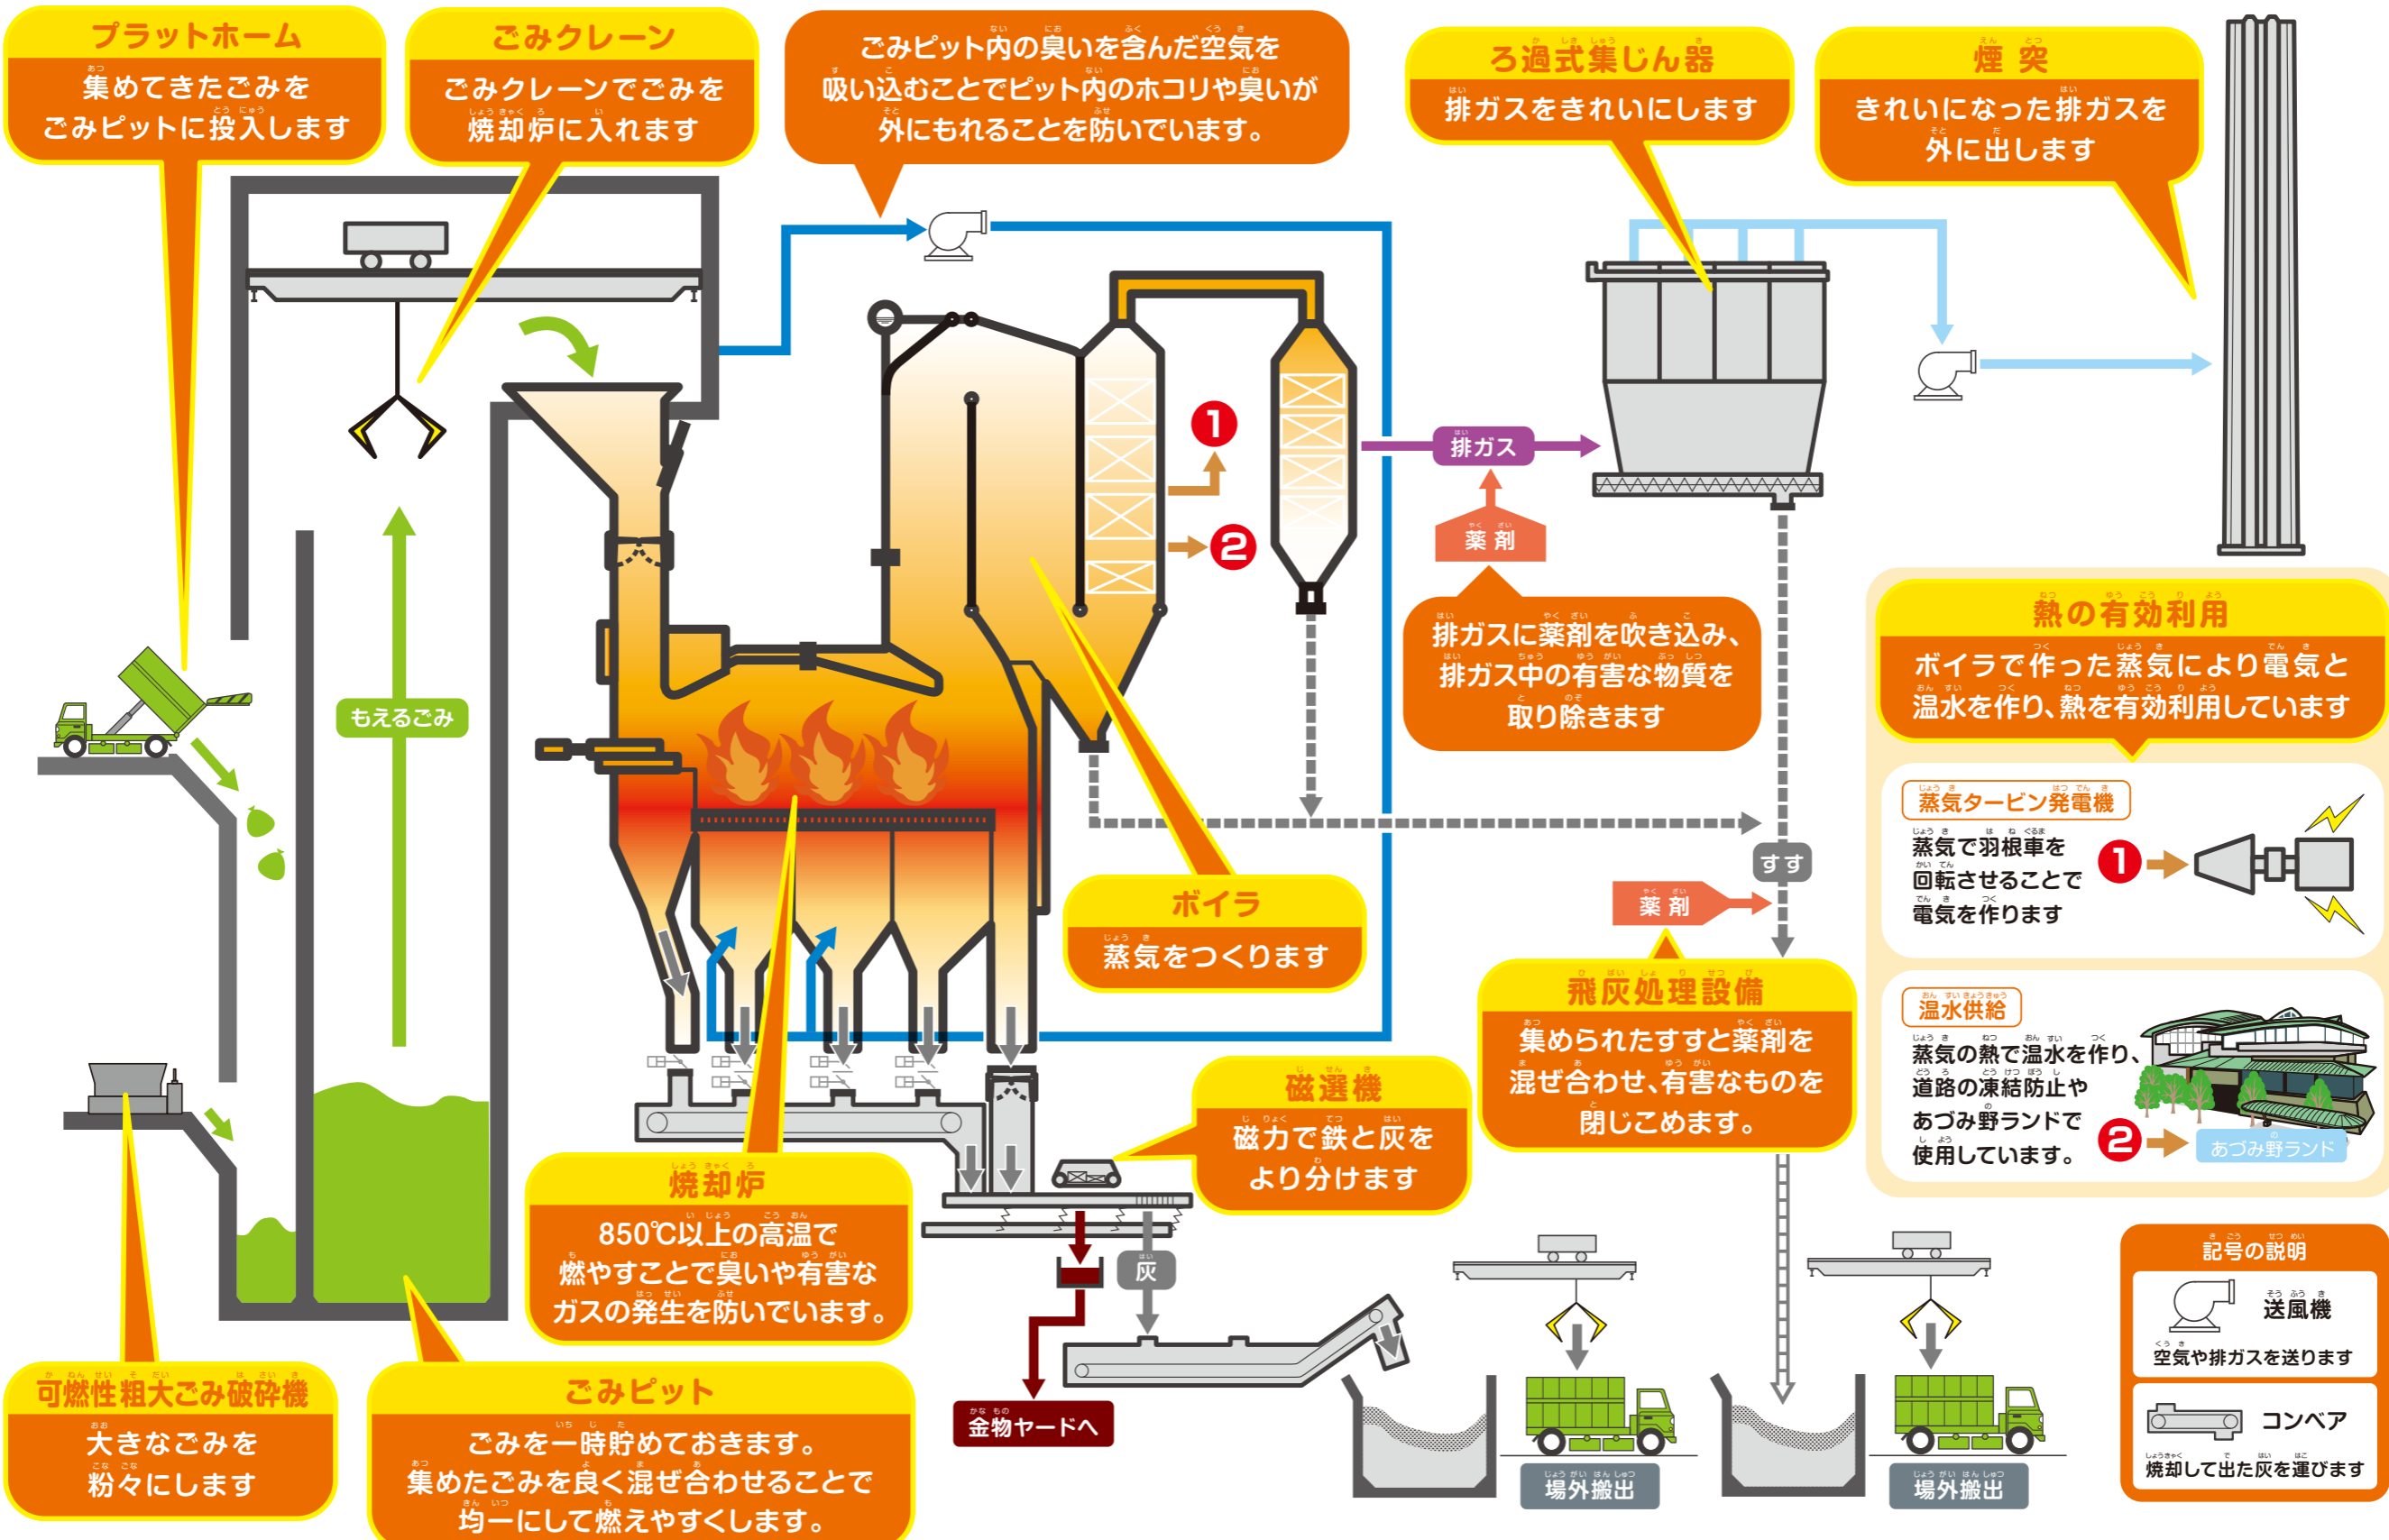 プラットホーム
集めてきたごみを
ごみピットに投入します
ごみクレーン
ごみクレーンでごみを
焼却炉に入れます
ごみピット内の臭いを含んだ空気を
吸い込むことでピット内のホコリや臭いが
外にもれることを防いでいます。
ろ過式集じん器
排ガスをきれいにします
煙突
きれいになった排ガスを
外に出します
1
2
排ガス
薬剤
排ガスに薬剤を吹き込み、
排ガス中の有害な物質を
取り除きます
もえるごみ
熱の有効利用
ボイラで作った蒸気により電気と
温水を作り、熱を有効利用しています
蒸気タービン発電機
蒸気で羽根車を
回転させることで
電気を作ります
1
温水供給
蒸気の熱で温水を作り、
道路の凍結防止や
あづみ野ランドで
使用しています。
2
あづみ野ランド
すす
薬剤
ボイラ
蒸気をつくります
飛灰処理設備
集められたすすと薬剤を
混ぜ合わせ、有害なものを
閉じこめます。
磁選機
磁力で鉄と灰を
より分けます
焼却炉
850℃以上の高温で
燃やすことで臭いや有害な
ガスの発生を防いでいます。
灰
金物ヤードへ
可燃性粗大ごみ破砕機
大きなごみを
粉々にします
ごみピット
ごみを一時貯めておきます。
集めたごみを良く混ぜ合わせることで
均一にして燃えやすくします。
場外搬出
場外搬出
記号の説明
送風機
空気や排ガスを送ります
コンベア
焼却して出た灰を運びます